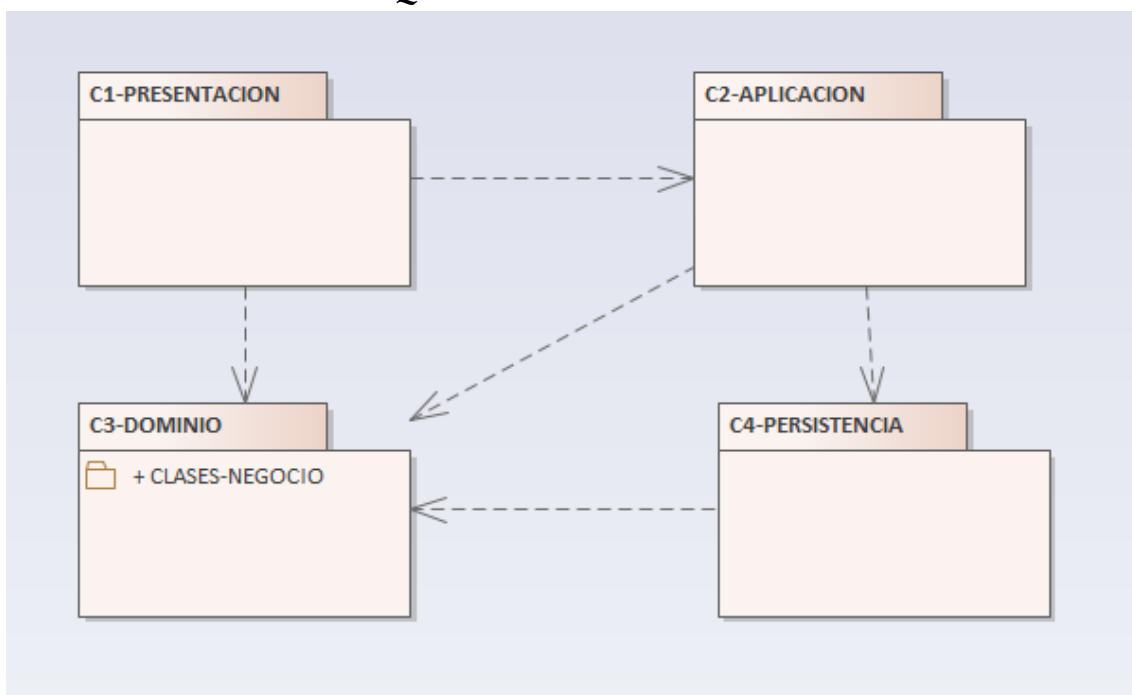 C1-PRESENTACION
C2-APLICACION
C3-DOMINIO
+ CLASES-NEGOCIO
C4-PERSISTENCIA